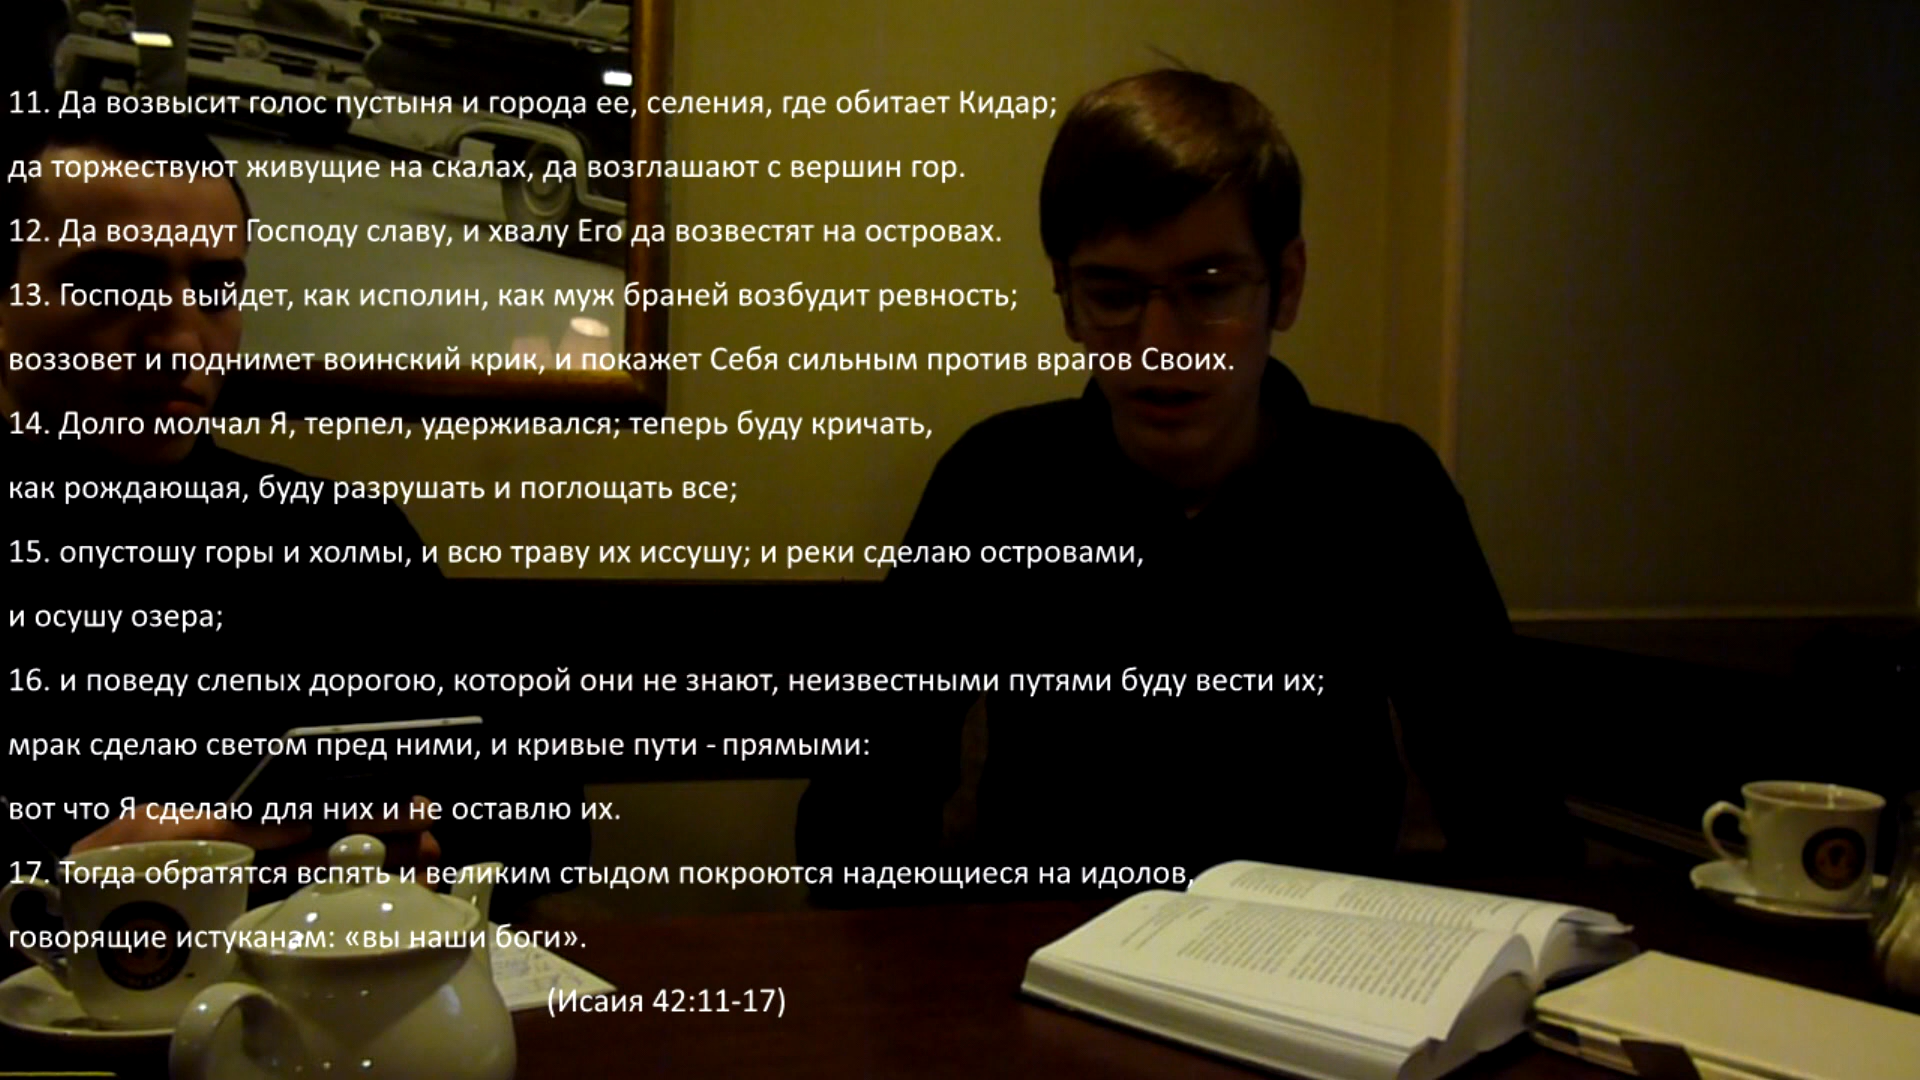 11. Да возвысит голос пустыня и города ее, селения, где обитает Кидар;
да торжествуют живущие на скалах, да возглашают с вершин гор.
12. Да воздадут Господу славу, и хвалу Его да возвестят на островах.
13. Господь выйдет, как исполин, как муж браней возбудит ревность;
воззовет и поднимет воинский крик, и покажет Себя сильным против врагов Своих.
14. Долго молчал Я, терпел, удерживался; теперь буду кричать,
как рождающая, буду разрушать и поглощать все;
15. опустошу горы и холмы, и всю траву их иссушу; и реки сделаю островами,
и осушу озера;
16. и поведу слепых дорогою, которой они не знают, неизвестными путями буду вести их;
мрак сделаю светом пред ними, и кривые пути - прямыми:
вот что Я сделаю для них и не оставлю их.
17. Тогда обратятся вспять и великим стыдом покроются надеющиеся на идолов,
говорящие истуканам: «вы наши боги».
(Исаия 42:11-17)